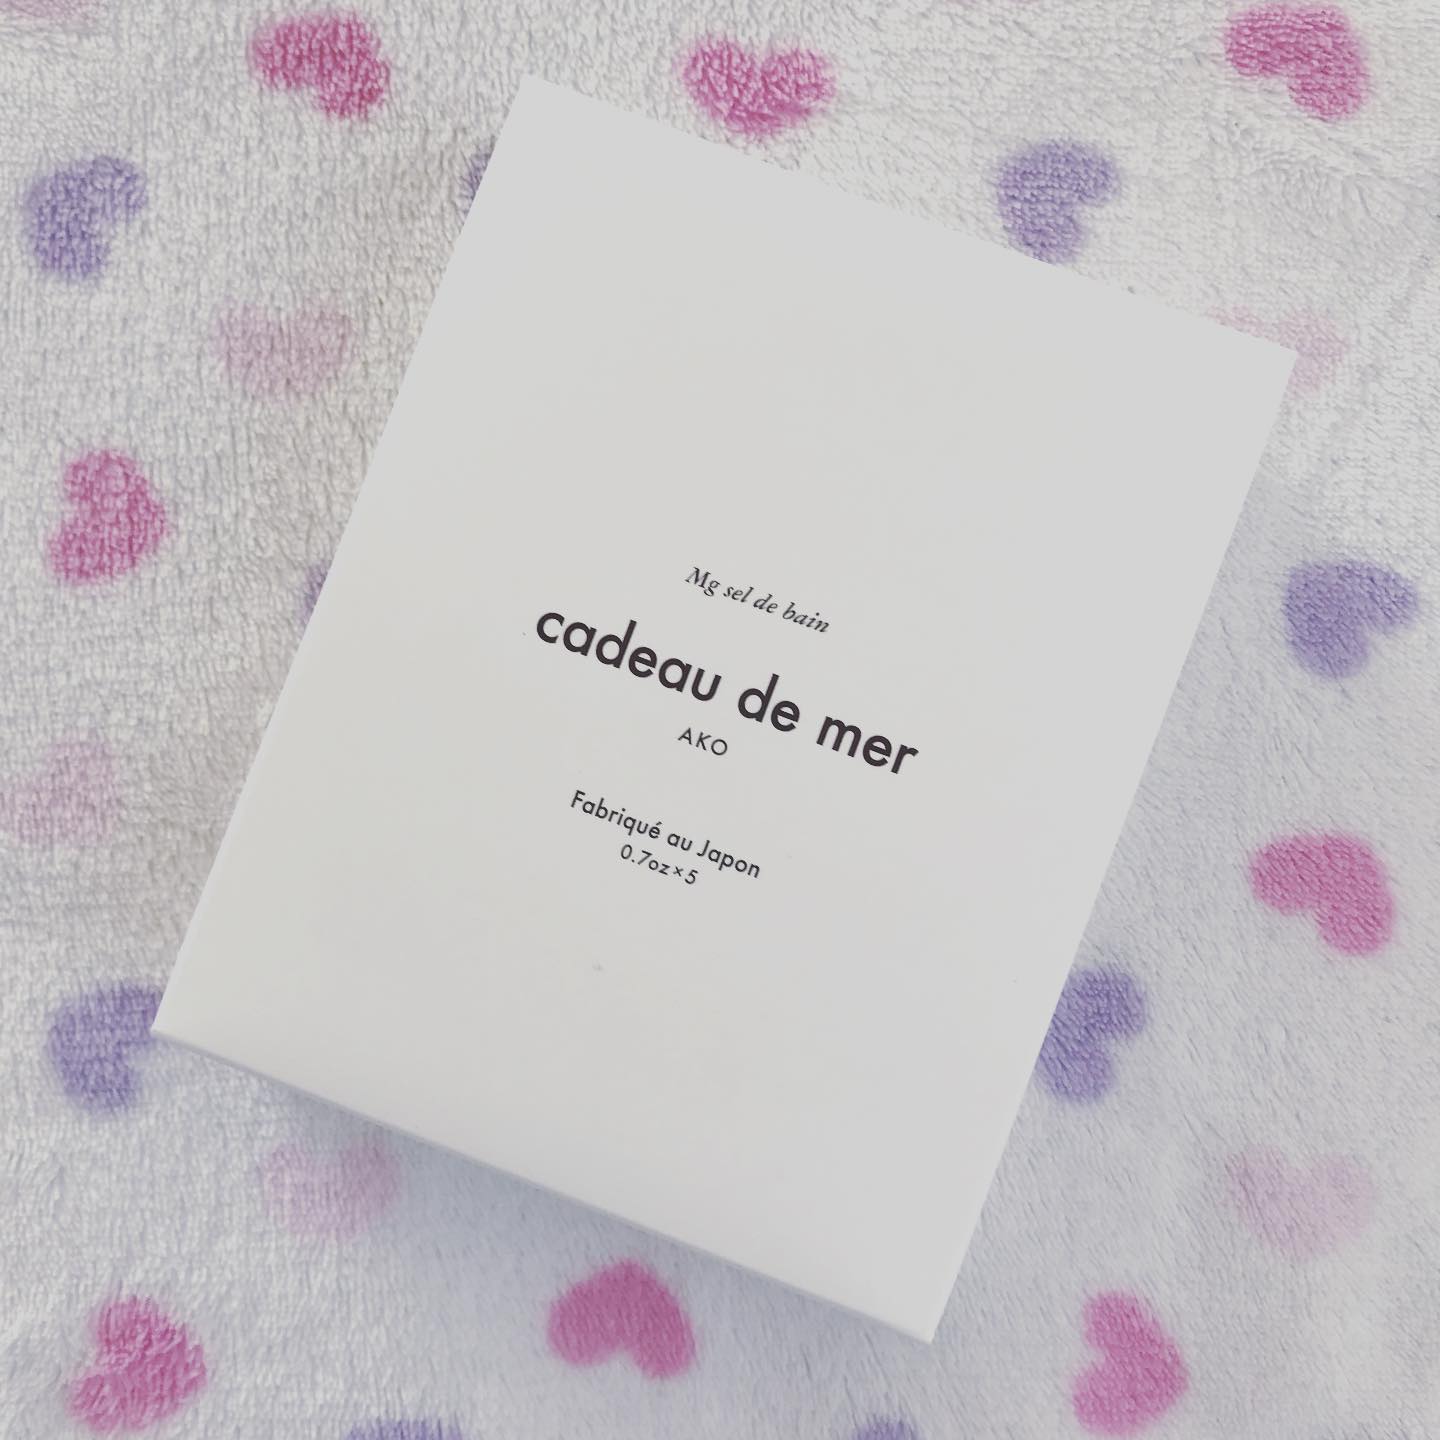 Mg sel de bain
cadeau de mer
AKO
Fabriqué au Japon
0.7oz×5